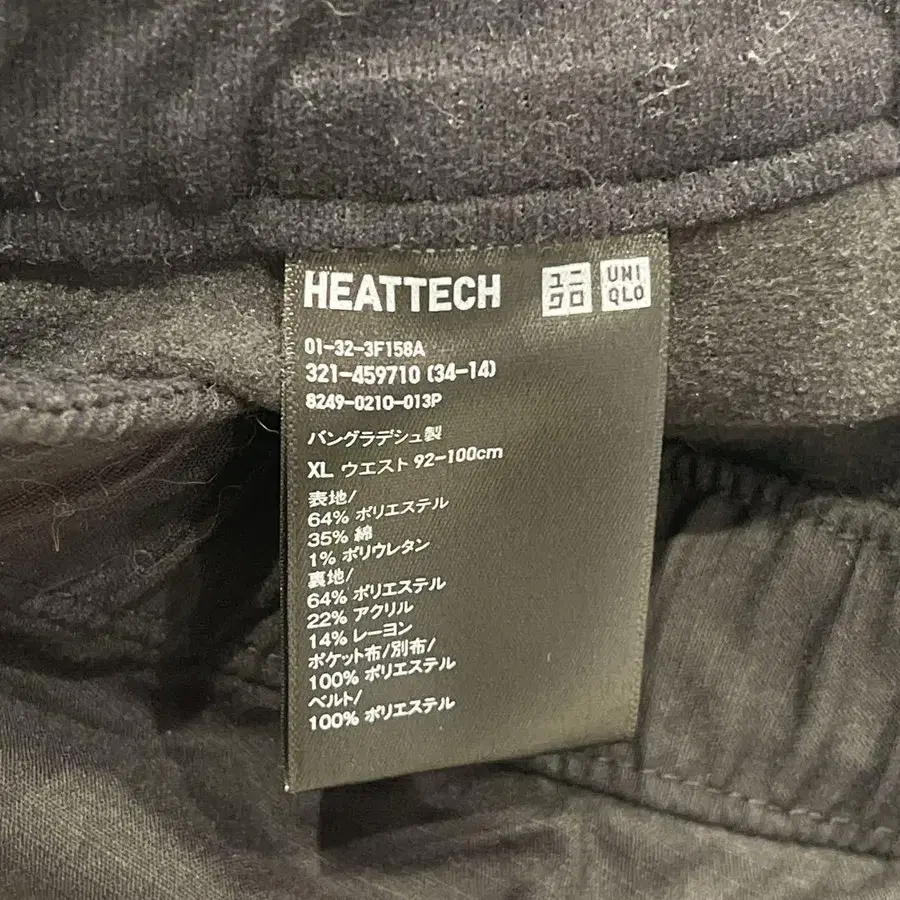 HEATTECH ユニクロ UNI QLO
01-32-3F158A
321-459710 (34-14)
8249-0210-013P
バングラデシュ製
XL ウエスト 92-100cm
表地/
64% ポリエステル
35% 綿
1% ポリウレタン
裏地/
64% ポリエステル
22% アクリル
14% レーヨン
ポケット布/別布/
100% ポリエステル
ベルト/
100% ポリエステル